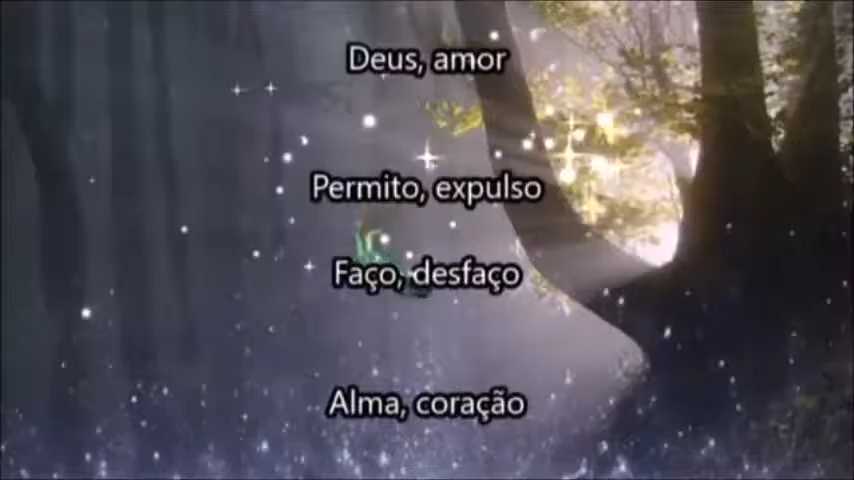 Deus, amor
Permito, expulso
Faço, desfaço
Alma, coração